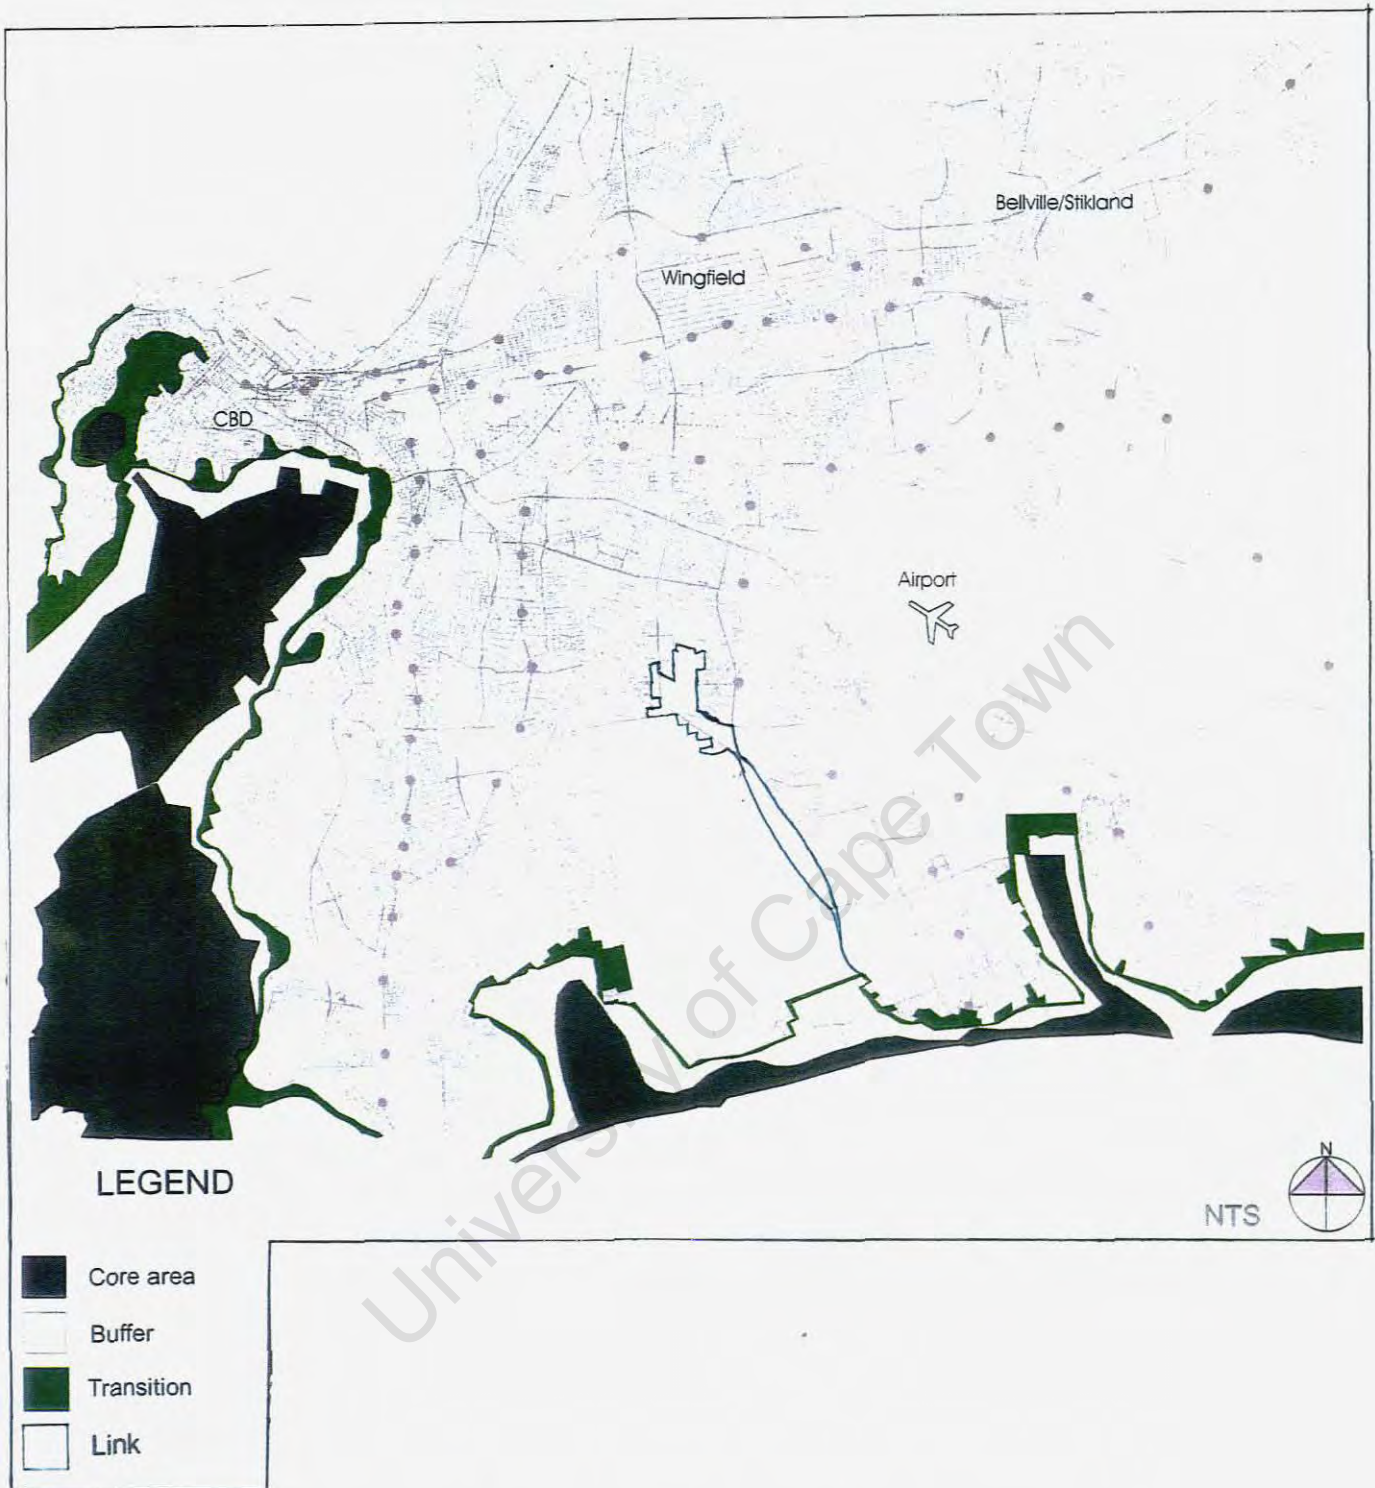 Bellville/Stikland
Wingfield
CBD
Airport
University of Cape Town
LEGEND
N
NTS
Core area
Buffer
Transition
Link